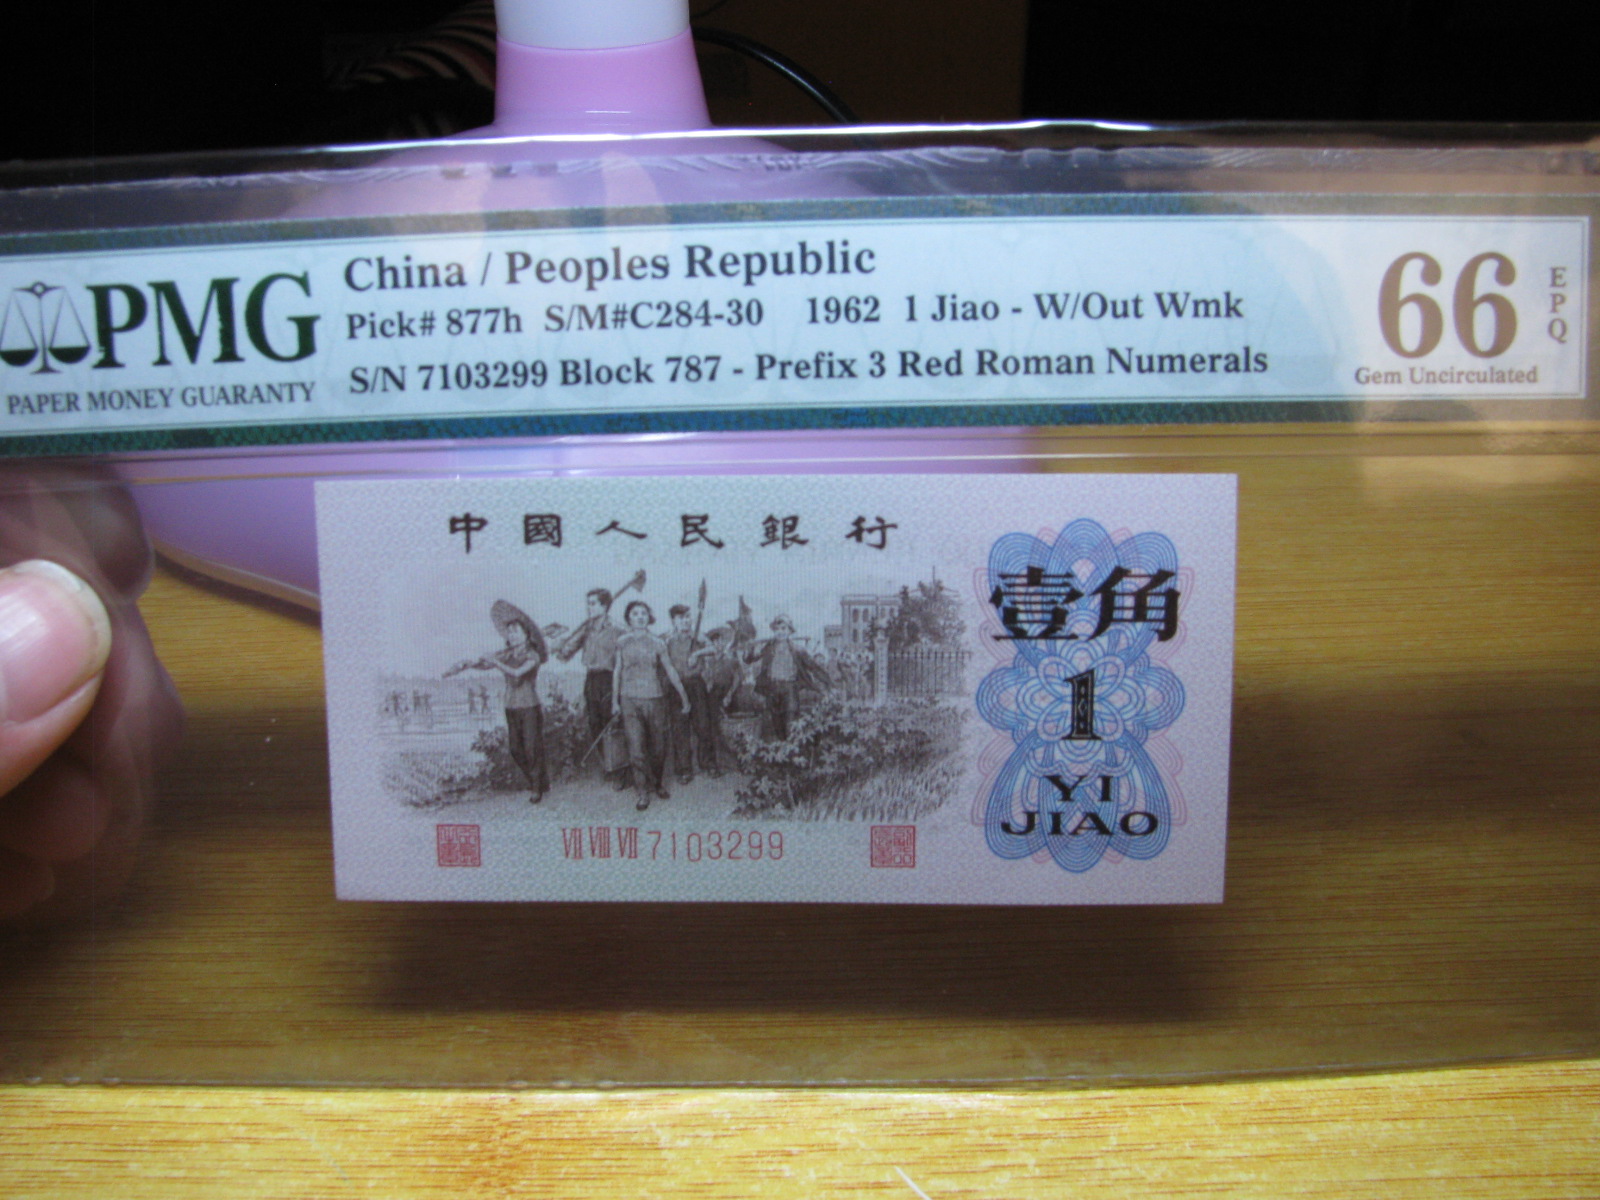 China / Peoples Republic
Pick# 877h S/M#C284-30 1962 1 Jiao - W/Out Wmk
S/N 7103299 Block 787 - Prefix 3 Red Roman Numerals
PMG
PAPER MONEY GUARANTY
66
EPQ
Gem Uncirculated
中國人民銀行
壹角
1
YI
JIAO
VII VIII VII 7103299